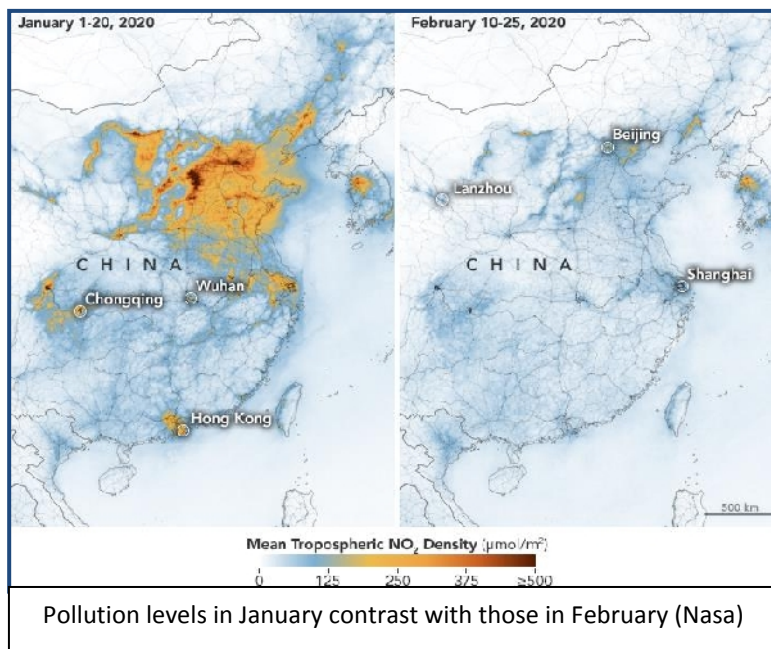 January 1-20, 2020
February 10-25, 2020
Beijing
Lanzhou
CHINA
Wuhan
Chongqing
Hong Kong
CHINA
Shanghai
500 km
Mean Tropospheric NO₂ Density (µmol/m²)
0 125 250 375 ≥500
Pollution levels in January contrast with those in February (Nasa)